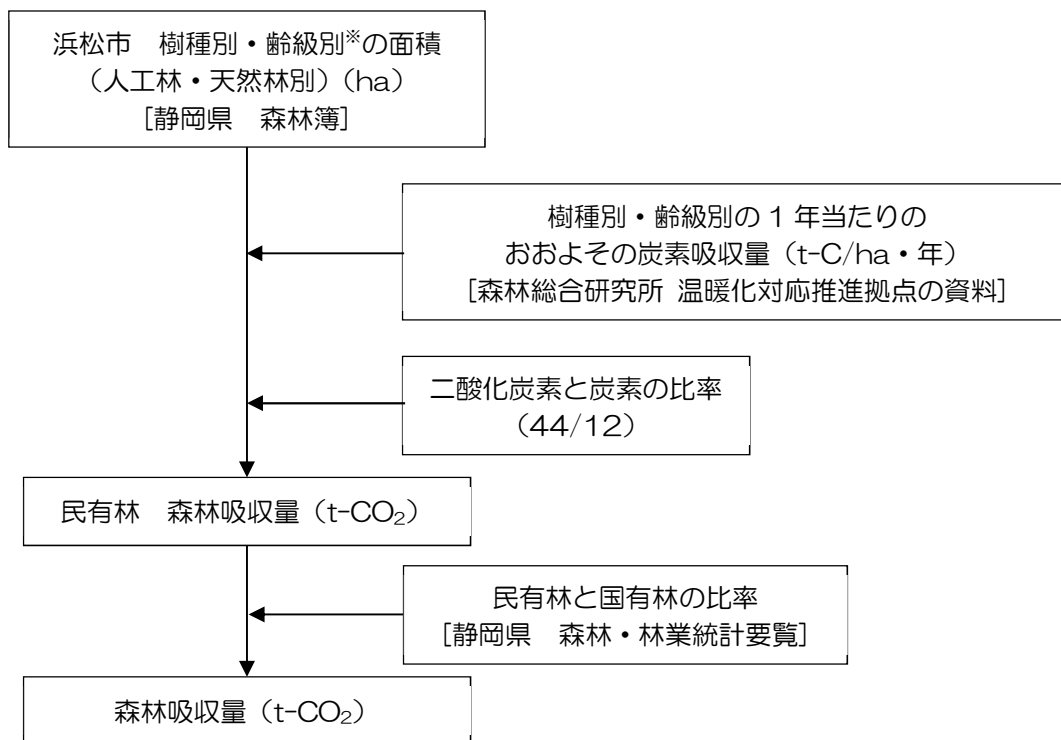 浜松市　樹種別・齢級別※の面積
（人工林・天然林別）（ha）
［静岡県　森林簿］
樹種別・齢級別の 1 年当たりの
おおよその炭素吸収量（t-C/ha・年）
［森林総合研究所 温暖化対応推進拠点の資料］
二酸化炭素と炭素の比率
（44/12）
民有林　森林吸収量（t-CO₂）
民有林と国有林の比率
［静岡県　森林・林業統計要覧］
森林吸収量（t-CO₂）